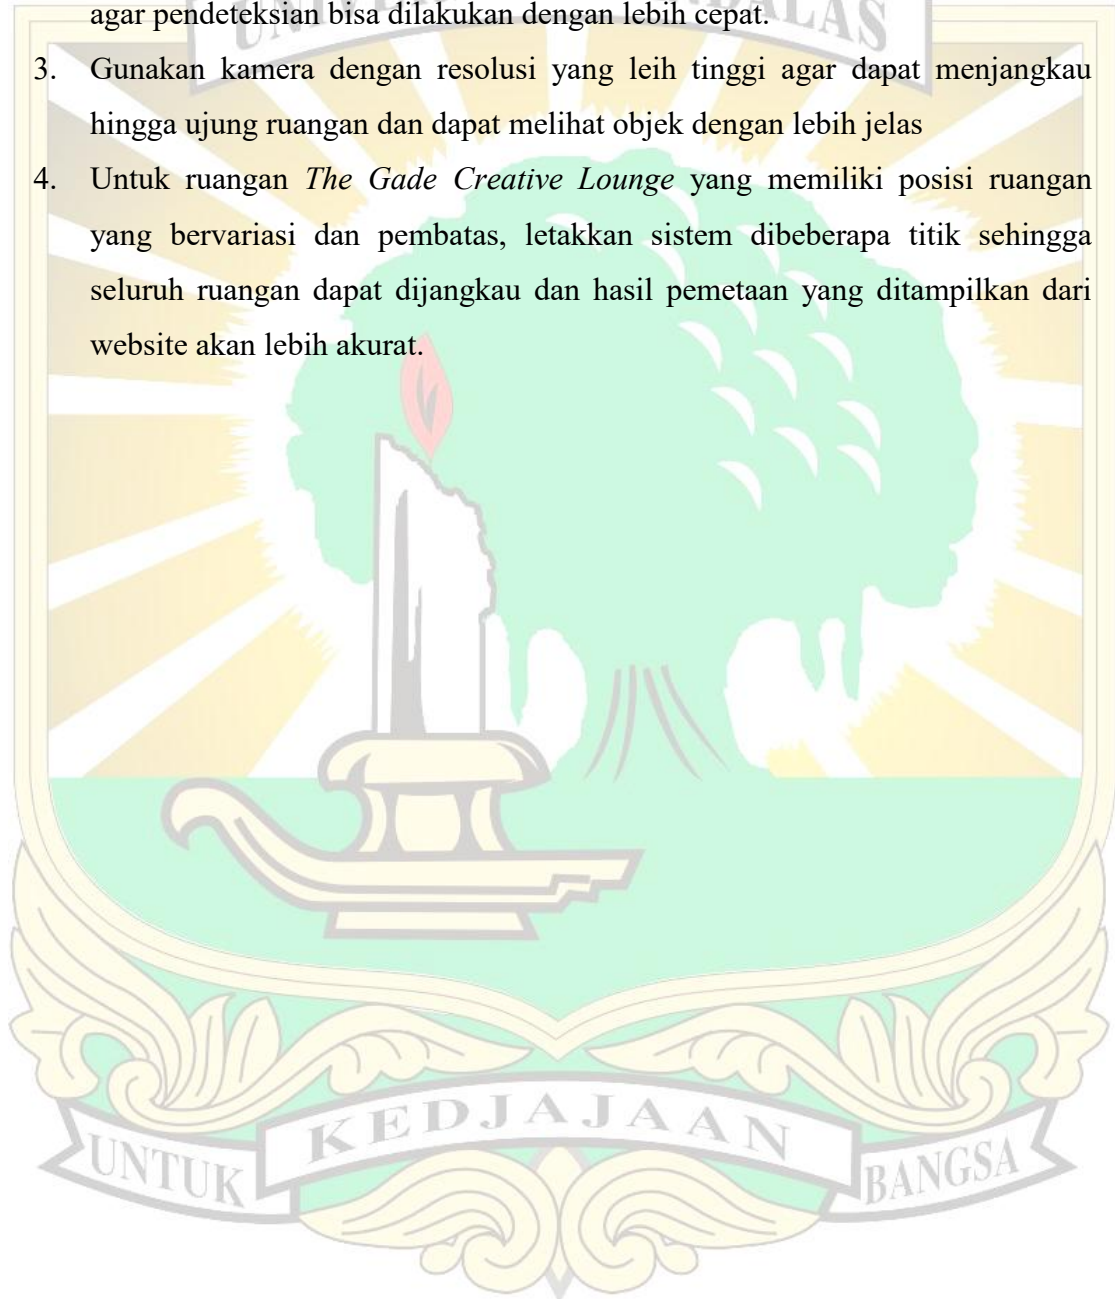 agar pendeteksian bisa dilakukan dengan lebih cepat.
3. Gunakan kamera dengan resolusi yang leih tinggi agar dapat menjangkau
hingga ujung ruangan dan dapat melihat objek dengan lebih jelas
4. Untuk ruangan The Gade Creative Lounge yang memiliki posisi ruangan
yang bervariasi dan pembatas, letakkan sistem dibeberapa titik sehingga
seluruh ruangan dapat dijangkau dan hasil pemetaan yang ditampilkan dari
website akan lebih akurat.
UNTUK KEDJAJAAN BANGSA